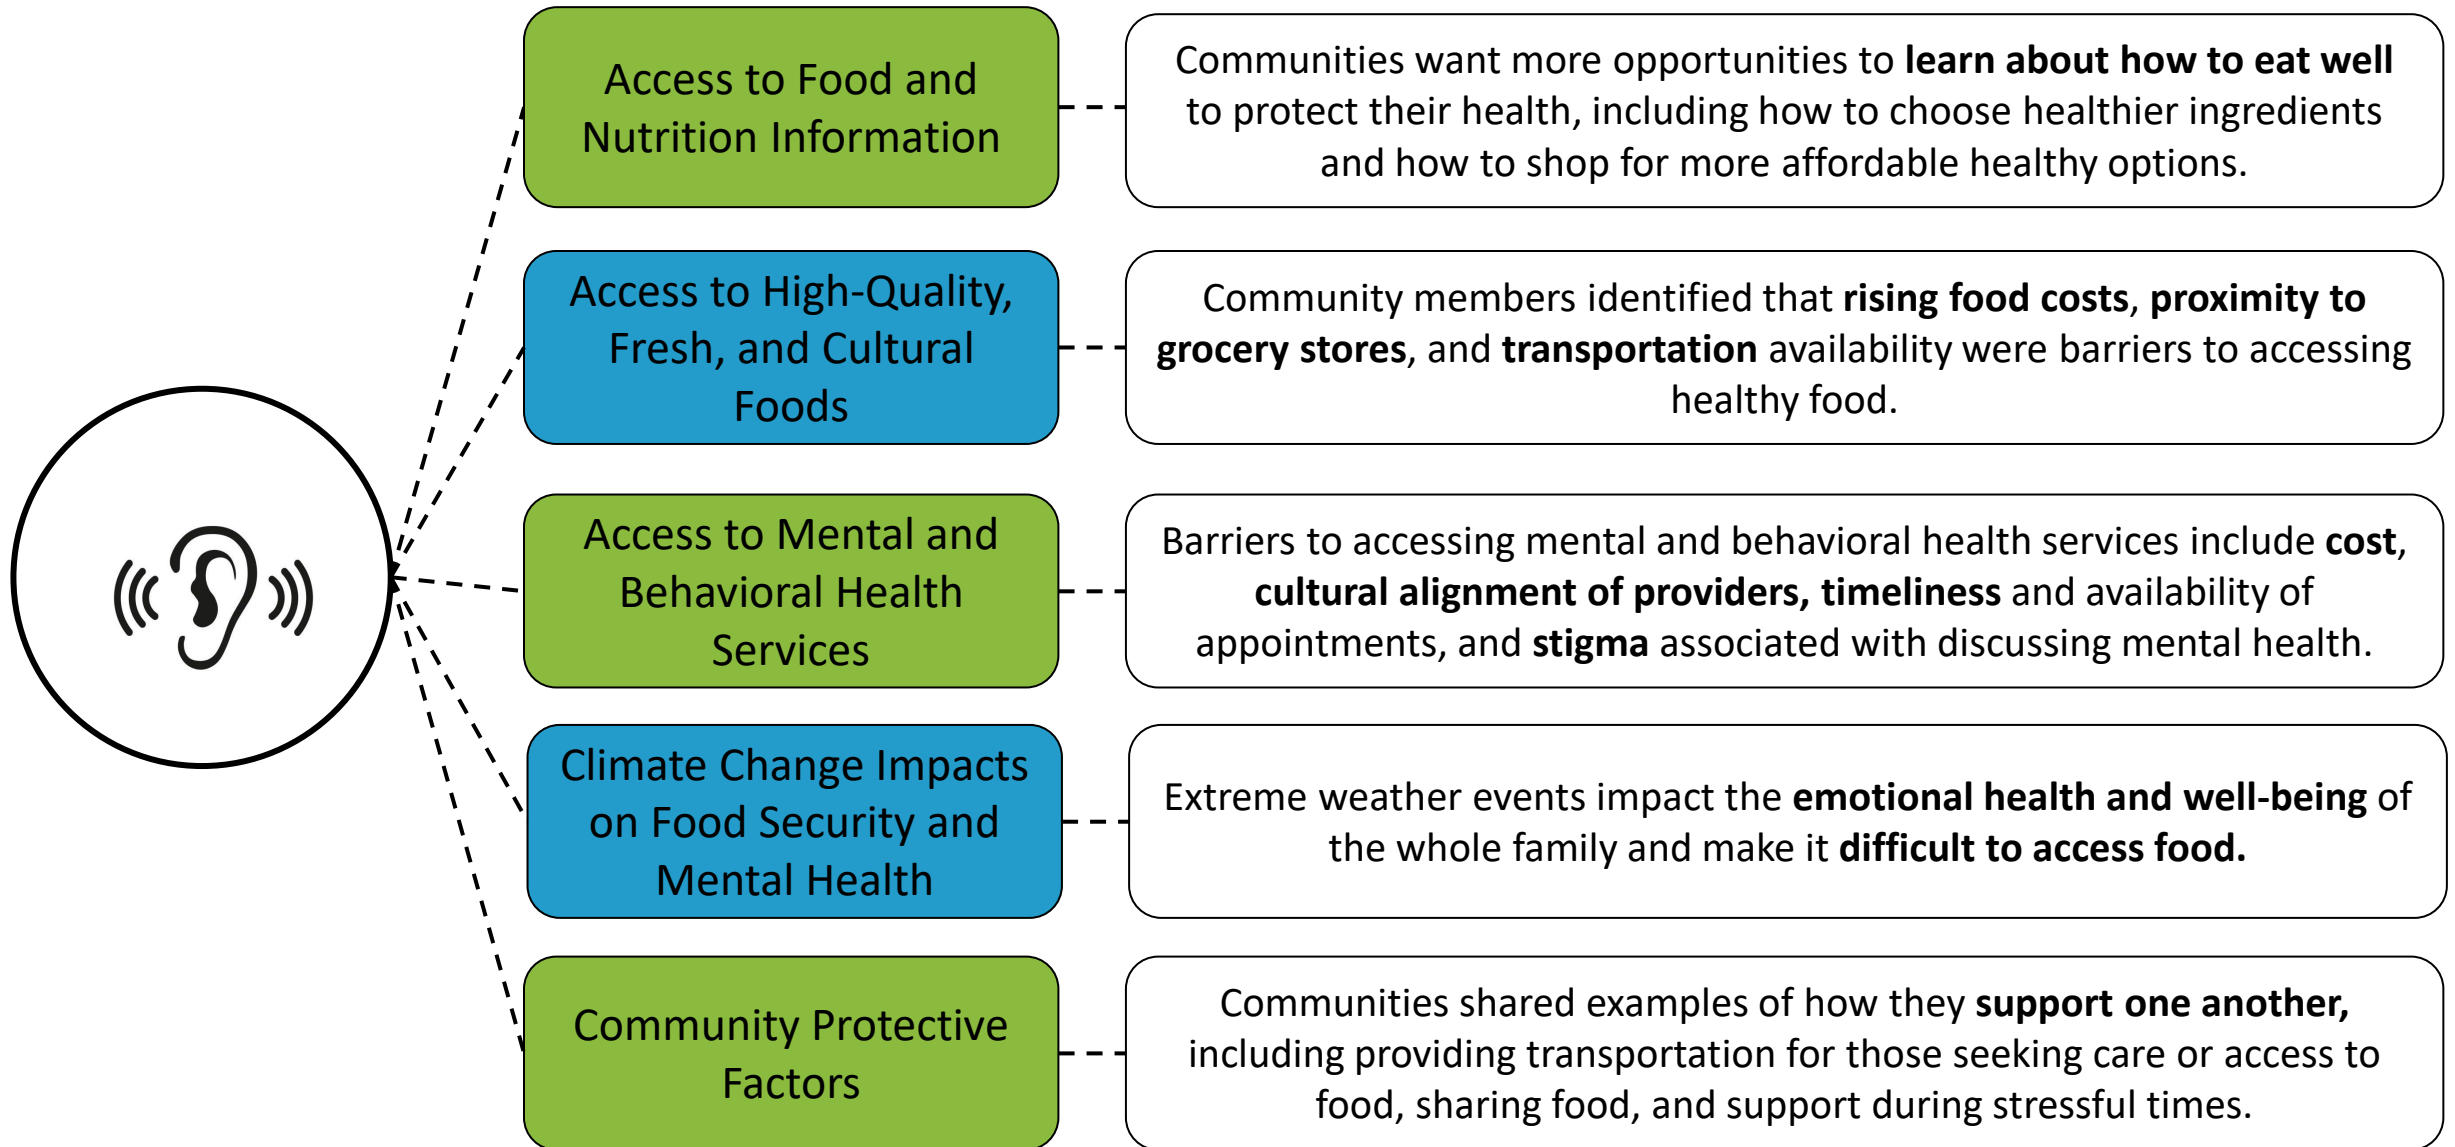 Access to Food and
Nutrition Information
Communities want more opportunities to learn about how to eat well
to protect their health, including how to choose healthier ingredients
and how to shop for more affordable healthy options.
Access to High-Quality,
Fresh, and Cultural
Foods
Community members identified that rising food costs, proximity to
grocery stores, and transportation availability were barriers to accessing
healthy food.
Access to Mental and
Behavioral Health
Services
Barriers to accessing mental and behavioral health services include cost,
cultural alignment of providers, timeliness and availability of
appointments, and stigma associated with discussing mental health.
Climate Change Impacts
on Food Security and
Mental Health
Extreme weather events impact the emotional health and well-being of
the whole family and make it difficult to access food.
Community Protective
Factors
Communities shared examples of how they support one another,
including providing transportation for those seeking care or access to
food, sharing food, and support during stressful times.